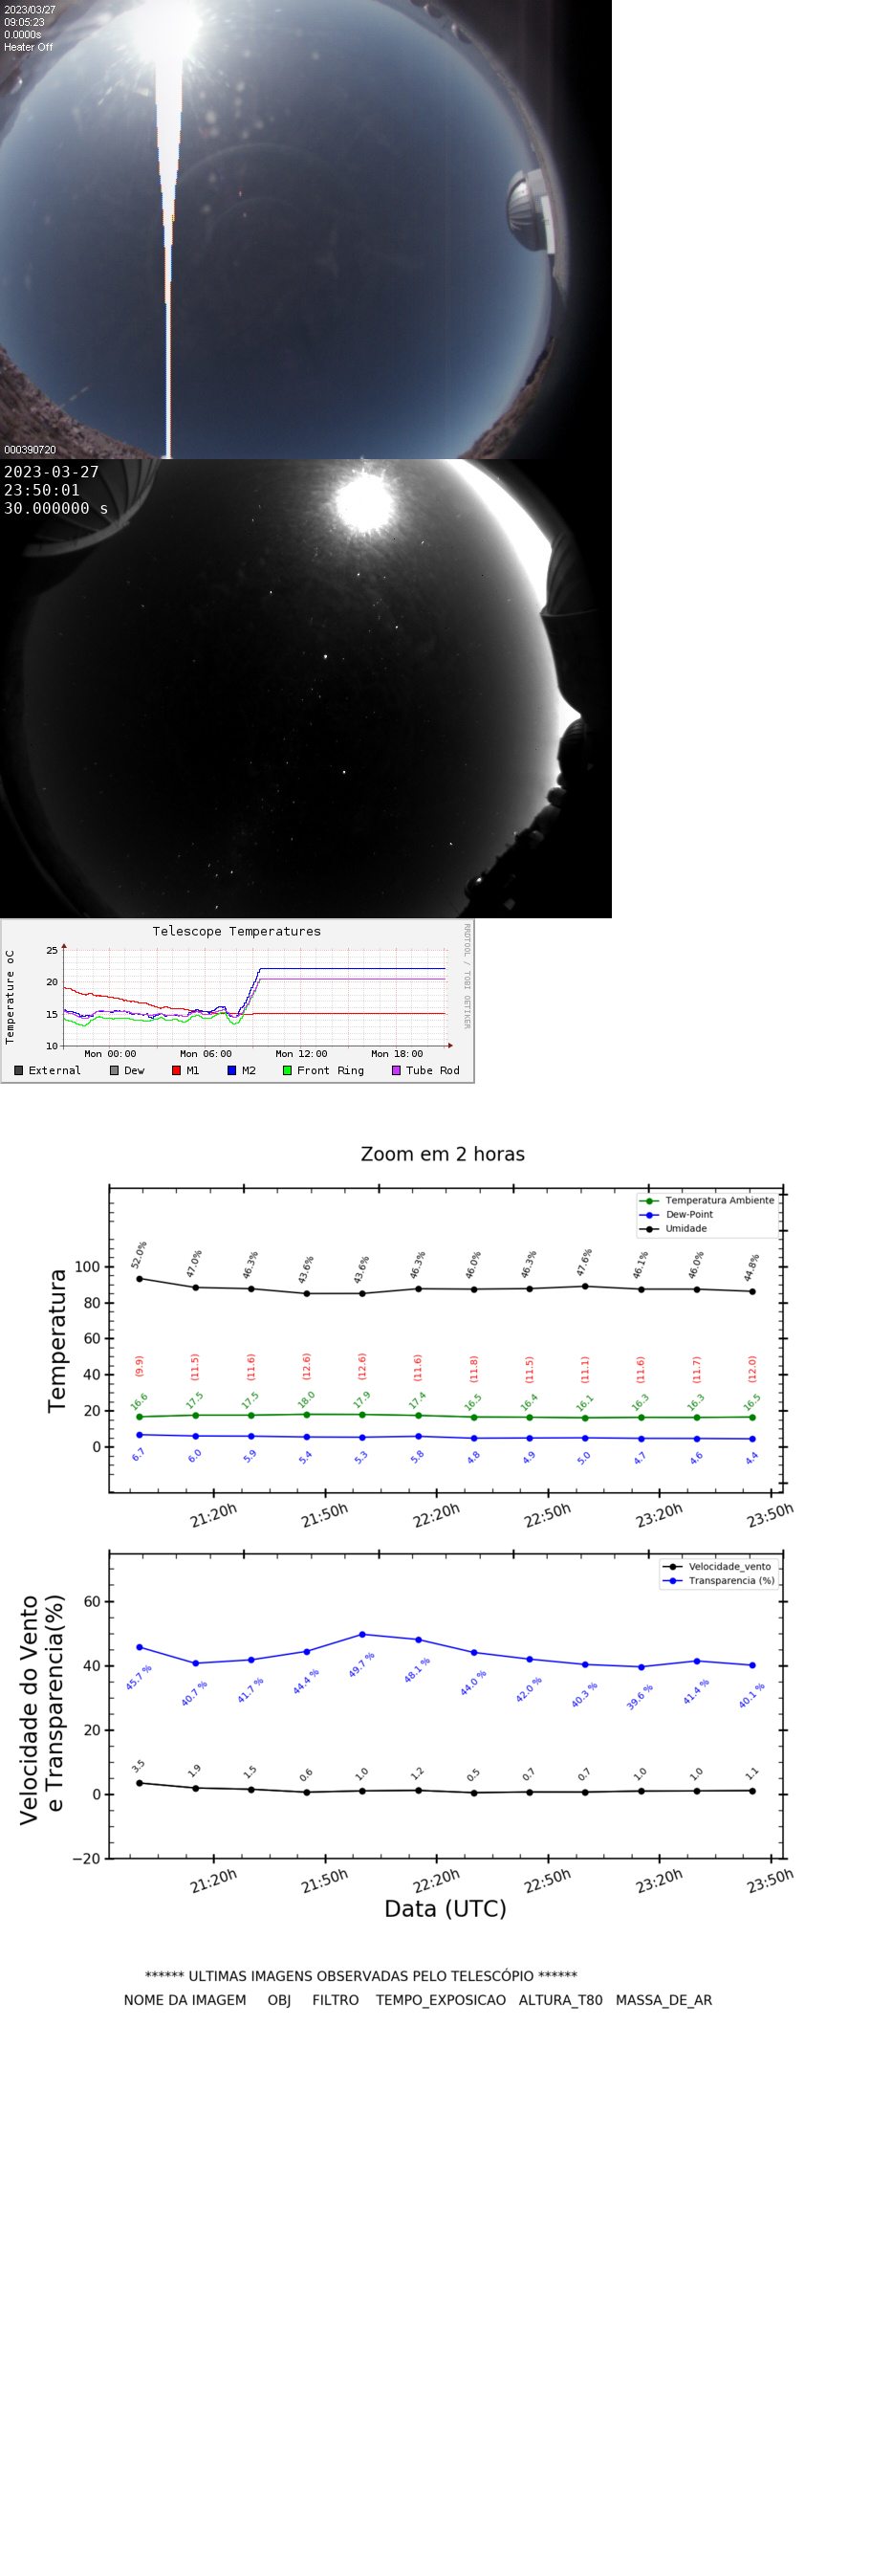 2023/03/27
09:05:23
0.0000s
Heater Off
000390720
2023-03-27
23:50:01
30.000000 s
Telescope Temperatures
RRDTOOL / TOBI OETIKER
Temperature oC
25
20
15
10
Mon 00:00 Mon 06:00 Mon 12:00 Mon 18:00
External Dew M1 M2 Front Ring Tube Rod
Zoom em 2 horas
Temperatura Ambiente
Dew-Point
Umidade
Temperatura
100
80
60
40
20
0
52.0% 47.0% 46.3% 43.6% 43.6% 46.3% 46.0% 46.3% 47.6% 46.1% 46.0% 44.8%
(9.9) (11.5) (11.6) (12.6) (12.6) (11.6) (11.8) (11.5) (11.1) (11.6) (11.7) (12.0)
16.6 17.5 17.5 18.0 17.9 17.4 16.5 16.4 16.1 16.3 16.3 16.5
6.7 6.0 5.9 5.4 5.3 5.8 4.8 4.9 5.0 4.7 4.6 4.4
21:20h 21:50h 22:20h 22:50h 23:20h 23:50h
Velocidade_vento
Transparencia (%)
Velocidade do Vento
e Transparencia(%)
60
40
20
0
−20
45.7 % 40.7 % 41.7 % 44.4 % 49.7 % 48.1 % 44.0 % 42.0 % 40.3 % 39.6 % 41.4 % 40.1 %
3.5 1.9 1.5 0.6 1.0 1.2 0.5 0.7 0.7 1.0 1.0 1.1
21:20h 21:50h 22:20h 22:50h 23:20h 23:50h
Data (UTC)
****** ULTIMAS IMAGENS OBSERVADAS PELO TELESCÓPIO ******
NOME DA IMAGEM OBJ FILTRO TEMPO_EXPOSICAO ALTURA_T80 MASSA_DE_AR